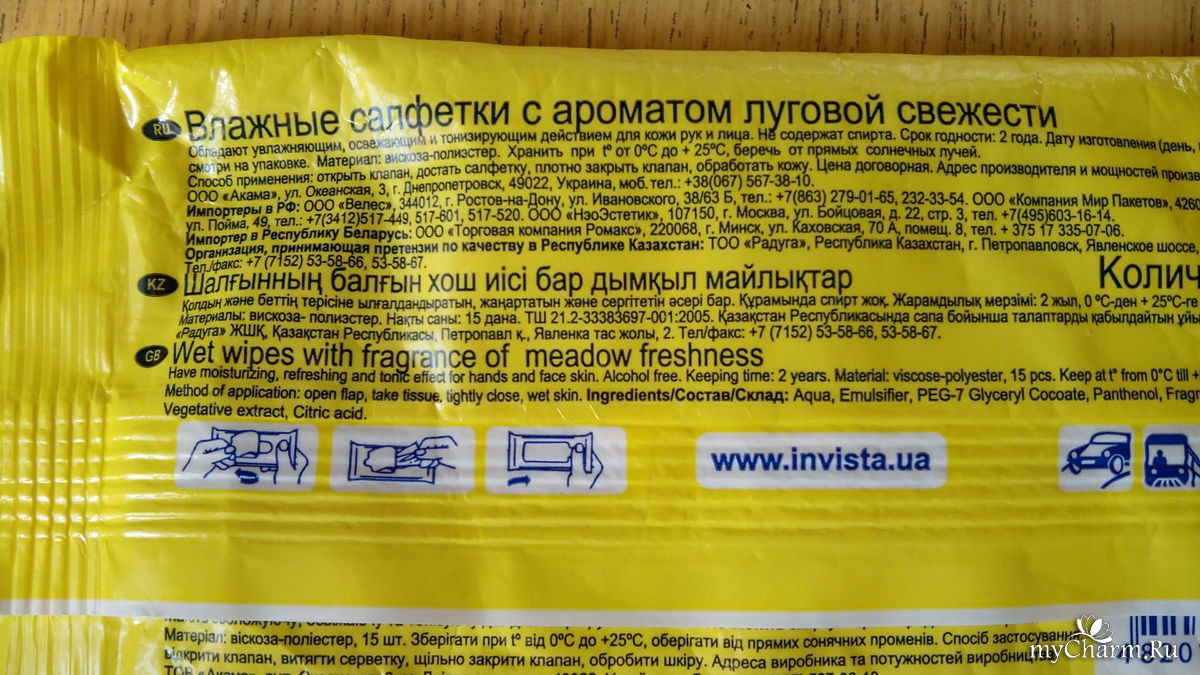 RU Влажные салфетки с ароматом луговой свежести
Обладают увлажняющим, освежающим и тонизирующим действием для кожи рук и лица. Не содержат спирта. Срок годности: 2 года. Дату изготовления (день,
смотри на упаковке. Материал: вискоза-полиэстер. Хранить при t° от 0°С до + 25°С, беречь от прямых солнечных лучей.
Способ применения: открыть клапан, достать салфетку, плотно закрыть клапан, обработать кожу. Цена договорная. Адрес производителя и мощностей произв
ООО «Акама», ул. Океанская, 3, г. Днепропетровск, 49022, Украина, моб.тел.: +38(067) 567-38-10.
Импортеры в РФ: ООО «Велес», 344012, г. Ростов-на-Дону, ул. Ивановского, 38/63 Б, тел.: +7(863) 279-01-65, 232-33-54. ООО «Компания Мир Пакетов», 4260
ул. Пойма, 49, тел.: +7(3412)517-449, 517-601, 517-520. ООО «НэоЭстетик», 107150, г. Москва, ул. Бойцовая, д. 22, стр. 3, тел. +7(495)603-16-14.
Импортер в Республику Беларусь: ООО «Торговая компания Ромакс», 220068, г. Минск, ул. Каховская, 70 А, помещ. 8, тел. + 375 17 335-07-06.
Организация, принимающая претензии по качеству в Республике Казахстан: ТОО «Радуга», Республика Казахстан, г. Петропавловск, Явленское шоссе,
Тел./факс: +7 (7152) 53-58-66, 53-58-67.
KZ Шалғынның балғын хош иісі бар дымқыл майлықтар Колич
Қолдың және беттің терісіне ылғалдандыратын, жаңартатын және сергітетін әсері бар. Құрамында спирт жоқ. Жарамдылық мерзімі: 2 жыл, 0 °С-ден + 25°С-ге
Материалы: вискоза- полиэстер. Нақты саны: 15 дана. ТШ 21.2-33383697-001:2005. Қазақстан Республикасында сапа бойынша талаптарды қабылдайтын ұйы
«Радуга» ЖШҚ, Қазақстан Республикасы, Петропавл қ., Явленка тас жолы, 2. Тел/факс: +7 (7152) 53-58-66, 53-58-67.
GB Wet wipes with fragrance of meadow freshness
Have moisturizing, refreshing and tonic effect for hands and face skin. Alcohol free. Keeping time: 2 years. Material: viscose-polyester, 15 pcs. Keep at t° from 0°C till +
Method of application: open flap, take tissue, tightly close, wet skin. Ingredients/Состав/Склад: Aqua, Emulsifier, PEG-7 Glyceryl Cocoate, Panthenol, Fragr
Vegetative extract, Citric acid.
www.invista.ua
Матеріал: віскоза-поліестер, 15 шт. Зберігати при t° від 0°С до +25°С, оберігати від прямих сонячних променів. Спосіб застосування
відкрити клапан, витягти серветку, щільно закрити клапан, обробити шкіру. Адреса виробника та потужностей виробництва
myCharm.Ru